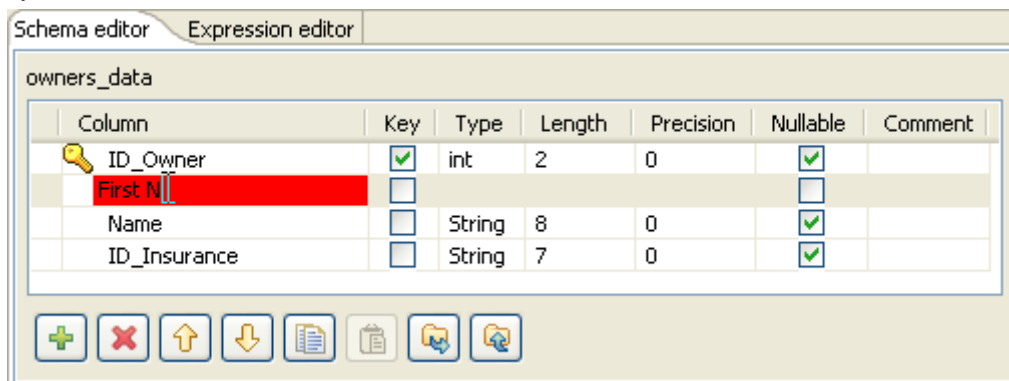 Schema editor Expression editor
owners_data
Column Key Type Length Precision Nullable Comment
ID_Owner int 2 0
First N
Name String 8 0
ID_Insurance String 7 0